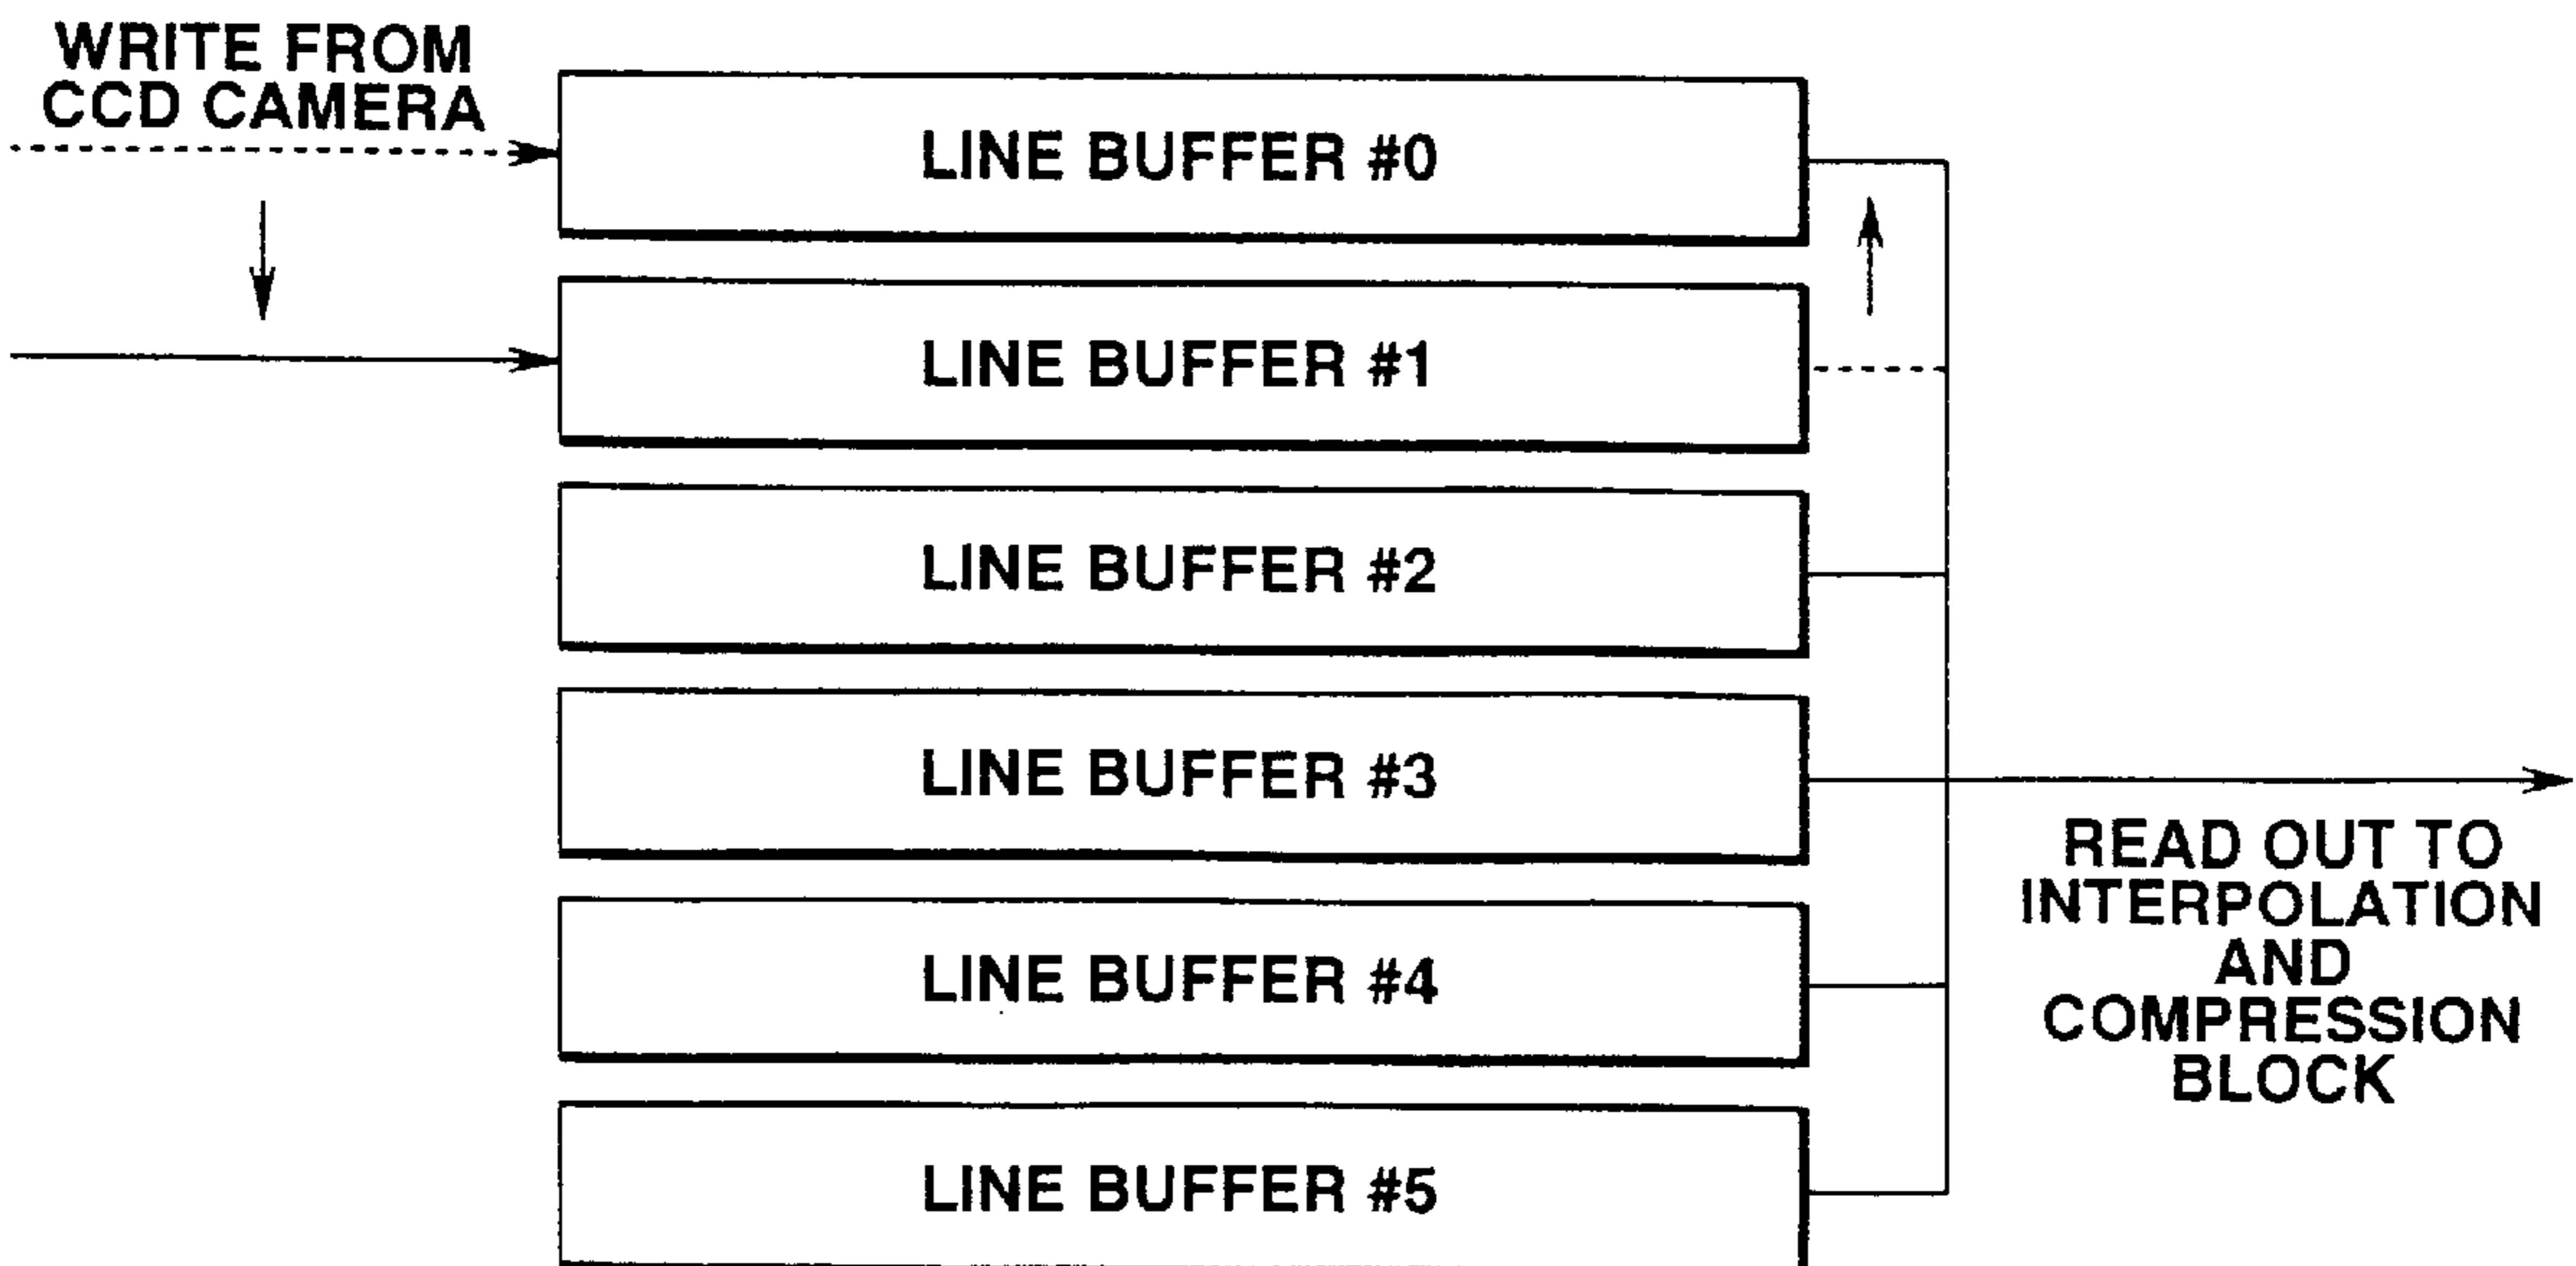 WRITE FROM
CCD CAMERA
LINE BUFFER #0
LINE BUFFER #1
LINE BUFFER #2
LINE BUFFER #3
LINE BUFFER #4
LINE BUFFER #5
READ OUT TO
INTERPOLATION
AND
COMPRESSION
BLOCK